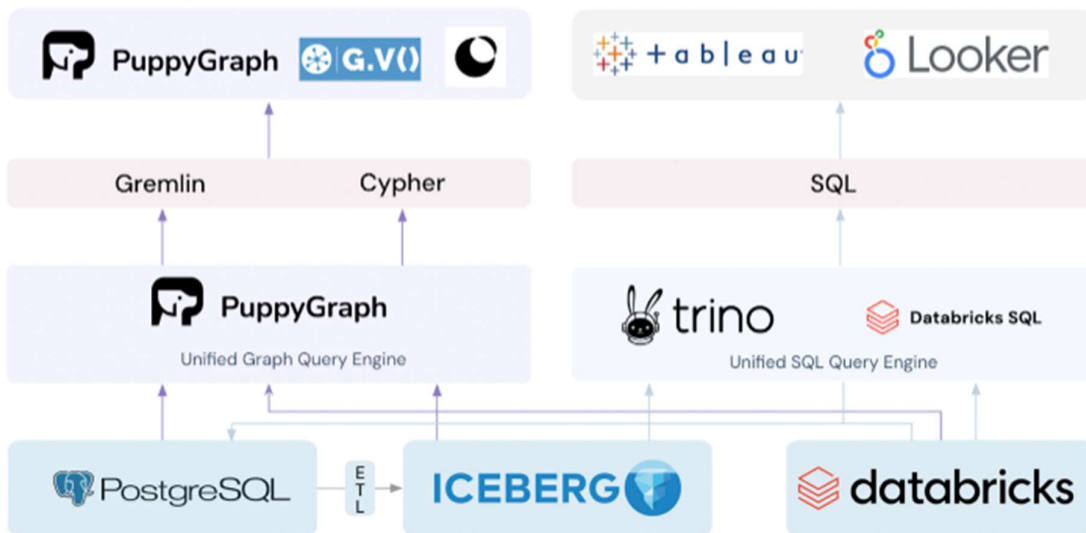 PuppyGraph G.V() +ableau Looker
Gremlin Cypher SQL
PuppyGraph trino Databricks SQL
Unified Graph Query Engine Unified SQL Query Engine
PostgreSQL ETL ICEBERG databricks